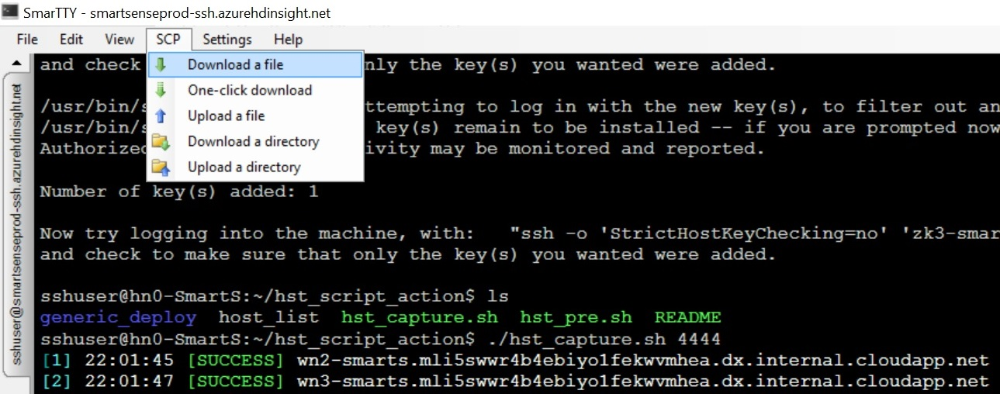 SmarTTY - smartsenseprod-ssh.azurehdinsight.net
File Edit View SCP Settings Help
Download a file
One-click download
Upload a file
Download a directory
Upload a directory
sshuser@smartsenseprod-ssh.azurehdinsight.net
and check nly the key(s) you wanted were added.
/usr/bin/s ttempting to log in with the new key(s), to filter out an
/usr/bin/s key(s) remain to be installed -- if you are prompted now
Authorized ivity may be monitored and reported.
Number of key(s) added: 1
Now try logging into the machine, with: "ssh -o 'StrictHostKeyChecking=no' 'zk3-smar
and check to make sure that only the key(s) you wanted were added.
sshuser@hn0-SmartS:~/hst_script_action$ ls
generic_deploy host_list hst_capture.sh hst_pre.sh README
sshuser@hn0-SmartS:~/hst_script_action$ ./hst_capture.sh 4444
[1] 22:01:45 [SUCCESS] wn2-smarts.mli5swwr4b4ebiyo1fekwvmhea.dx.internal.cloudapp.net
[2] 22:01:47 [SUCCESS] wn3-smarts.mli5swwr4b4ebiyo1fekwvmhea.dx.internal.cloudapp.net